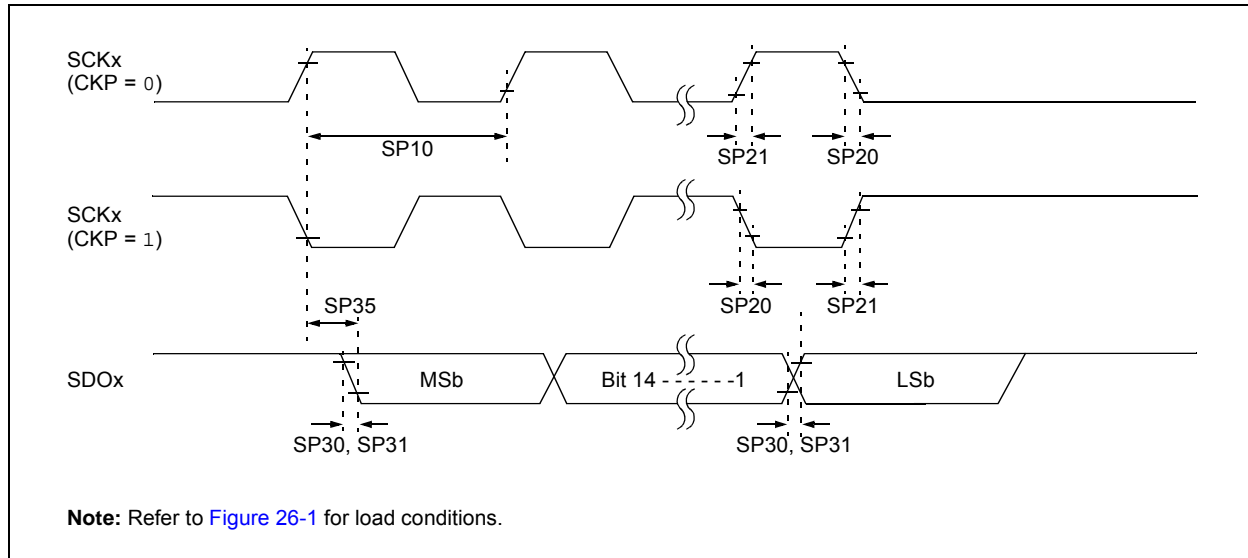 SCKx
(CKP = 0)
SP10
SP21
SP20
SCKx
(CKP = 1)
SP35
SP20
SP21
SDOx
MSb
Bit 14 - - - - - -1
LSb
SP30, SP31
SP30, SP31
Note: Refer to Figure 26-1 for load conditions.